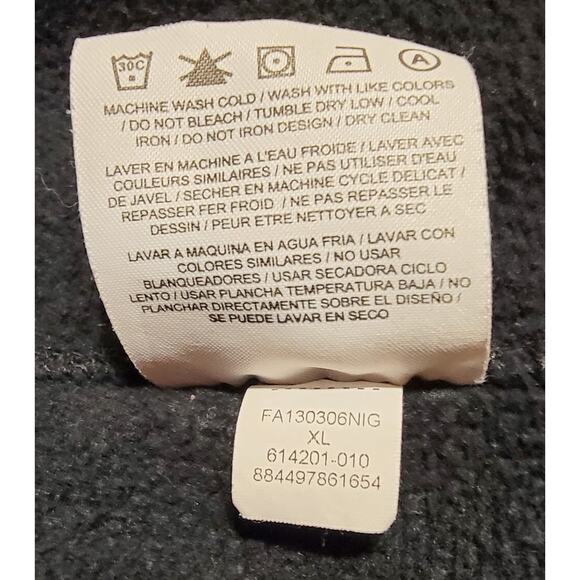 30C
A
MACHINE WASH COLD / WASH WITH LIKE COLORS
/ DO NOT BLEACH / TUMBLE DRY LOW / COOL
IRON / DO NOT IRON DESIGN / DRY CLEAN
LAVER EN MACHINE A L'EAU FROIDE / LAVER AVEC
COULEURS SIMILAIRES / NE PAS UTILISER D'EAU
DE JAVEL / SECHER EN MACHINE CYCLE DELICAT /
REPASSER FER FROID / NE PAS REPASSER LE
DESSIN / PEUR ETRE NETTOYER A SEC
LAVAR A MAQUINA EN AGUA FRIA / LAVAR CON
COLORES SIMILARES / NO USAR
BLANQUEADORES / USAR SECADORA CICLO
LENTO / USAR PLANCHA TEMPERATURA BAJA / NO
PLANCHAR DIRECTAMENTE SOBRE EL DISEÑO /
SE PUEDE LAVAR EN SECO
FA130306NIG
XL
614201-010
884497861654